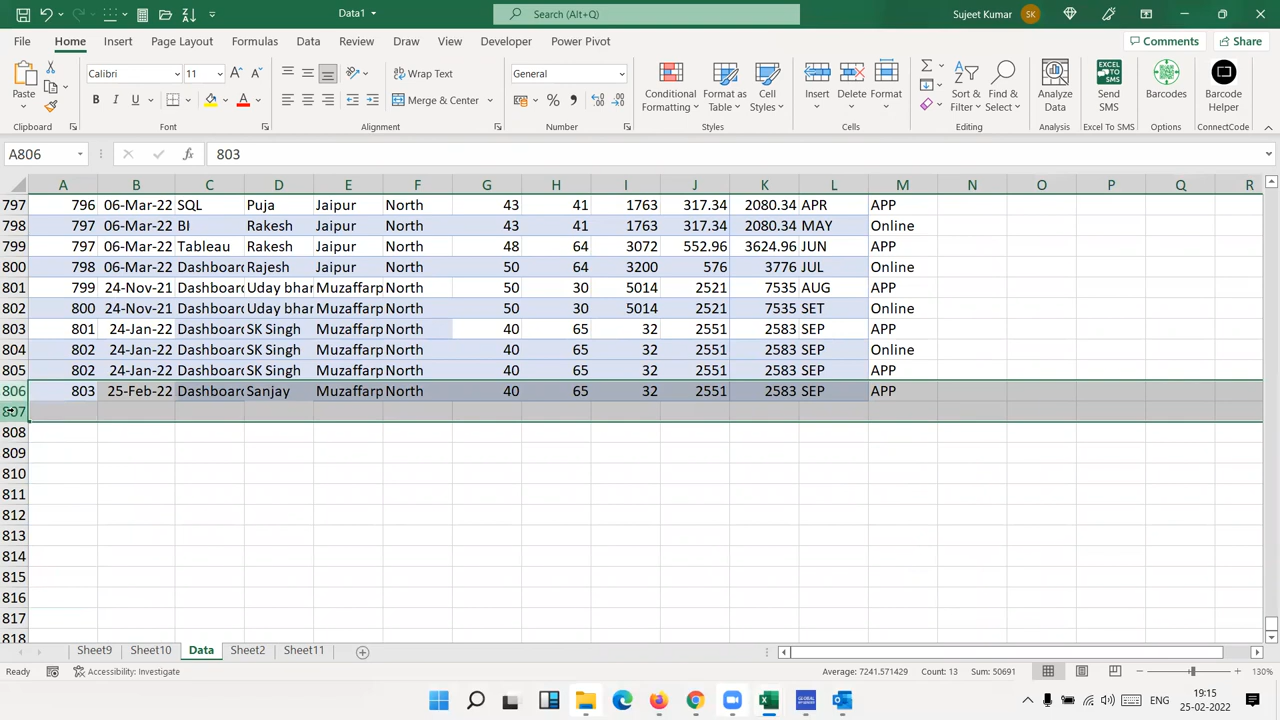 Data1
Search (Alt+Q)
Sujeet Kumar SK
File Home Insert Page Layout Formulas Data Review View Draw Developer Power Pivot
Comments Share
Paste Calibri 11 Wrap Text General Conditional Formatting Format as Table Cell Styles Insert Delete Format Sort & Filter Find & Select Analyze Data Send SMS Barcodes Barcode Helper
B I U Merge & Center
Clipboard Font Alignment Number Styles Cells Editing Analysis Excel To SMS Options ConnectCode
A806 fx 803
A B C D E F G H I J K L M N O P Q R
797 796 06-Mar-22 SQL Puja Jaipur North 43 41 1763 317.34 2080.34 APR APP
798 797 06-Mar-22 BI Rakesh Jaipur North 43 41 1763 317.34 2080.34 MAY Online
799 797 06-Mar-22 Tableau Rakesh Jaipur North 48 64 3072 552.96 3624.96 JUN APP
800 798 06-Mar-22 Dashboard Rajesh Jaipur North 50 64 3200 576 3776 JUL Online
801 799 24-Nov-21 Dashboard Uday bhar Muzaffarp North 50 30 5014 2521 7535 AUG APP
802 800 24-Nov-21 Dashboard Uday bhar Muzaffarp North 50 30 5014 2521 7535 SET Online
803 801 24-Jan-22 Dashboard SK Singh Muzaffarp North 40 65 32 2551 2583 SEP APP
804 802 24-Jan-22 Dashboard SK Singh Muzaffarp North 40 65 32 2551 2583 SEP Online
805 802 24-Jan-22 Dashboard SK Singh Muzaffarp North 40 65 32 2551 2583 SEP APP
806 803 25-Feb-22 Dashboard Sanjay Muzaffarp North 40 65 32 2551 2583 SEP APP
807
808
809
810
811
812
813
814
815
816
817
818
Sheet9 Sheet10 Data Sheet2 Sheet11
Ready Accessibility: Investigate Average: 7241.571429 Count: 13 Sum: 50691 130%
ENG 19:15
25-02-2022